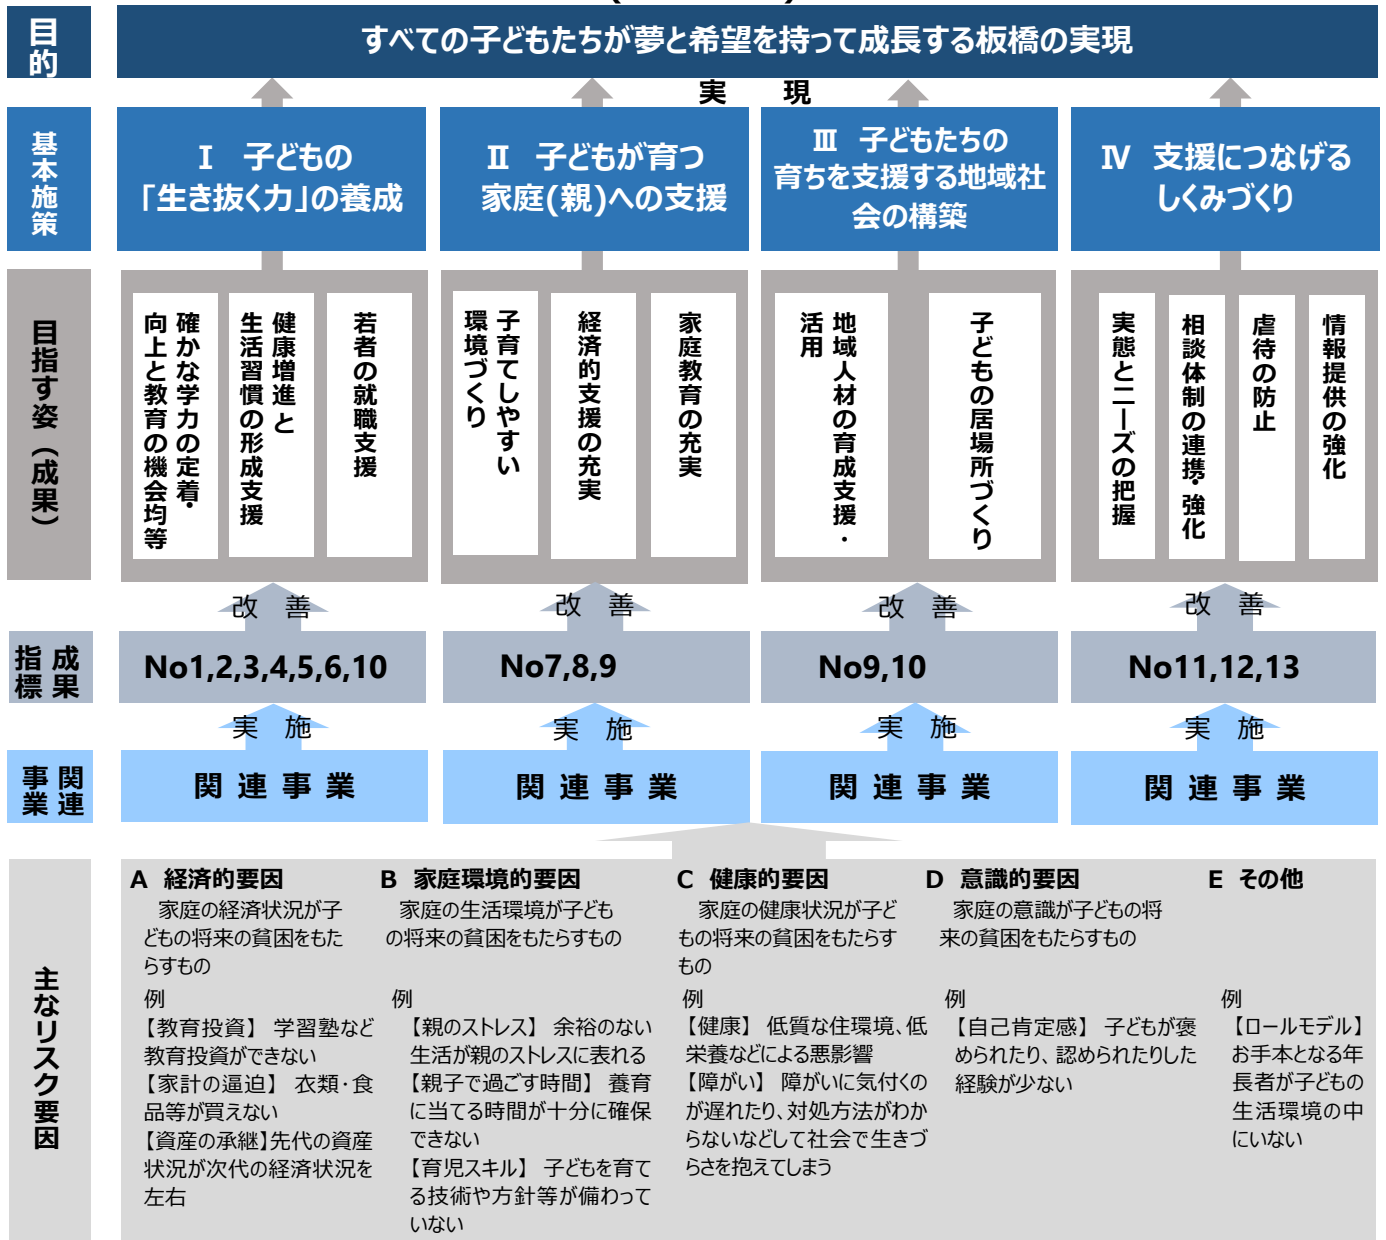 目的
すべての子どもたちが夢と希望を持って成長する板橋の実現
実 現
基本施策
Ⅰ 子どもの
「生き抜く力」の養成
Ⅱ 子どもが育つ
家庭(親)への支援
Ⅲ 子どもたちの
育ちを支援する地域社
会の構築
Ⅳ 支援につなげる
しくみづくり
目指す姿（成果）
確かな学力の定着・
向上と教育の機会均等
健康増進と
生活習慣の形成支援
若者の就職支援
子育てしやすい
環境づくり
経済的支援の充実
家庭教育の充実
地域人材の育成支援・
活用
子どもの居場所づくり
実態とニーズの把握
相談体制の連携・強化
虐待の防止
情報提供の強化
改 善
改 善
改 善
改 善
成果
指標
No1,2,3,4,5,6,10
No7,8,9
No9,10
No11,12,13
実 施
実 施
実 施
実 施
関連
事業
関 連 事 業
関 連 事 業
関 連 事 業
関 連 事 業
主なリスク要因
A 経済的要因
家庭の経済状況が子
どもの将来の貧困をもた
らすもの
例
【教育投資】 学習塾など
教育投資ができない
【家計の逼迫】 衣類・食
品等が買えない
【資産の承継】先代の資産
状況が次代の経済状況を
左右
B 家庭環境的要因
家庭の生活環境が子ども
の将来の貧困をもたらすもの
例
【親のストレス】 余裕のない
生活が親のストレスに表れる
【親子で過ごす時間】 養育
に当てる時間が十分に確保
できない
【育児スキル】 子どもを育て
る技術や方針等が備わって
いない
C 健康的要因
家庭の健康状況が子ど
もの将来の貧困をもたらす
もの
例
【健康】 低質な住環境、低
栄養などによる悪影響
【障がい】 障がいに気付くの
が遅れたり、対処方法がわか
らないなどして社会で生きづ
らさを抱えてしまう
D 意識的要因
家庭の意識が子どもの将
来の貧困をもたらすもの
例
【自己肯定感】 子どもが褒
められたり、認められたりした
経験が少ない
E その他
例
【ロールモデル】
お手本となる年
長者が子どもの
生活環境の中
にいない